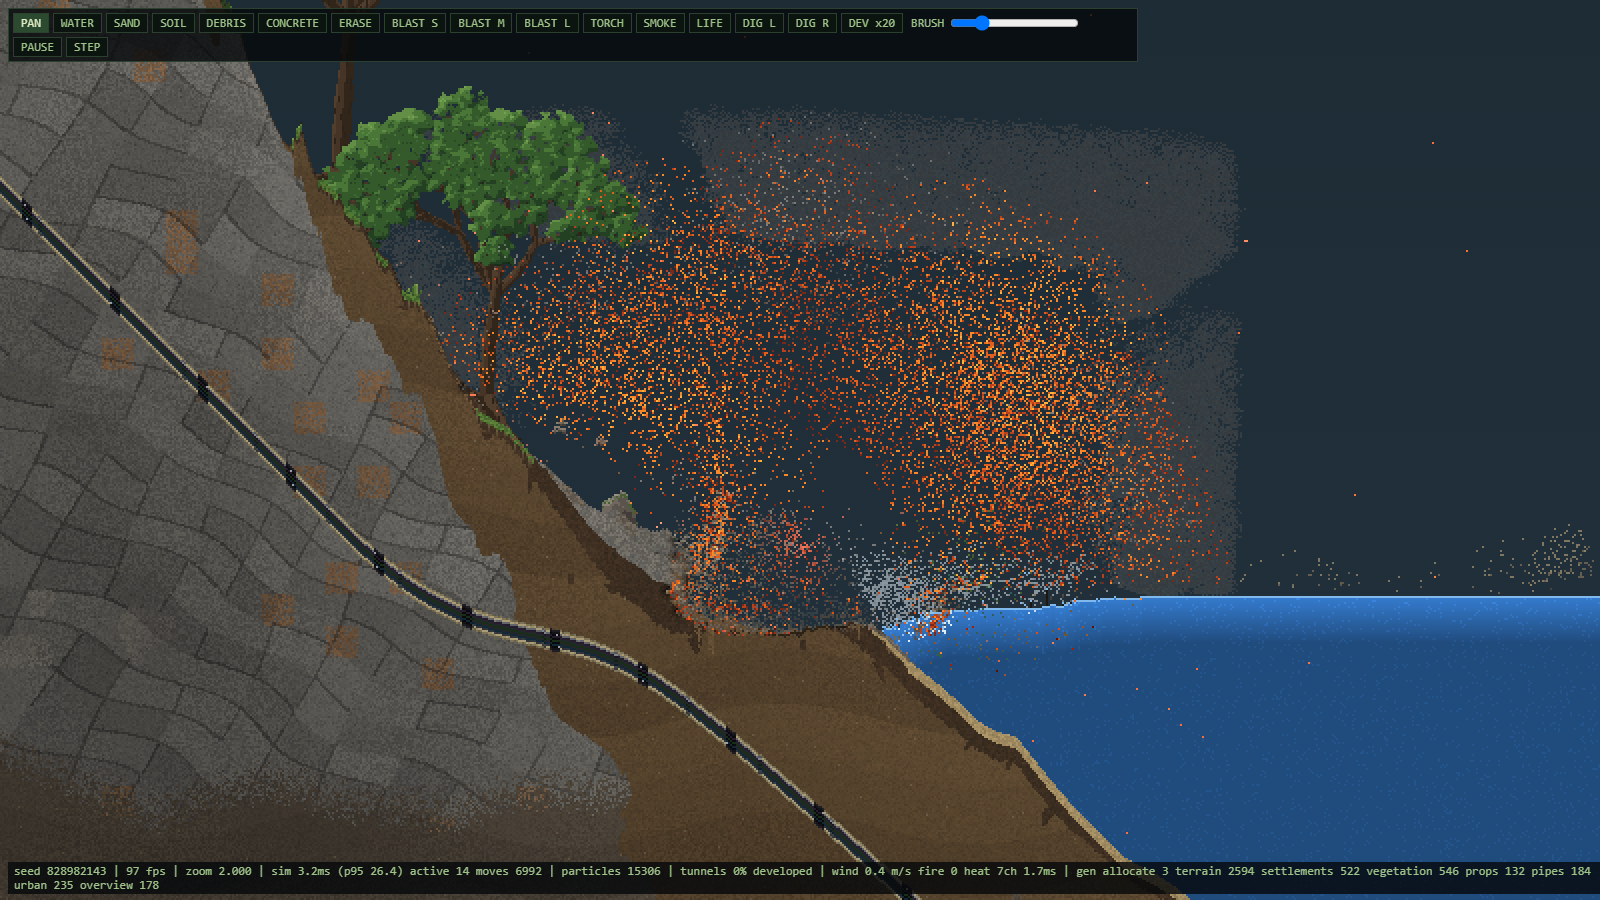 PAN WATER SAND SOIL DEBRIS CONCRETE ERASE BLAST S BLAST M BLAST L TORCH SMOKE LIFE DIG L DIG R DEV x20 BRUSH
PAUSE STEP
seed 828982143 | 97 fps | zoom 2.000 | sim 3.2ms (p95 26.4) active 14 moves 6992 | particles 15306 | tunnels 0% developed | wind 0.4 m/s fire 0 heat 7ch 1.7ms | gen allocate 3 terrain 2594 settlements 522 vegetation 546 props 132 pipes 184
urban 235 overview 178